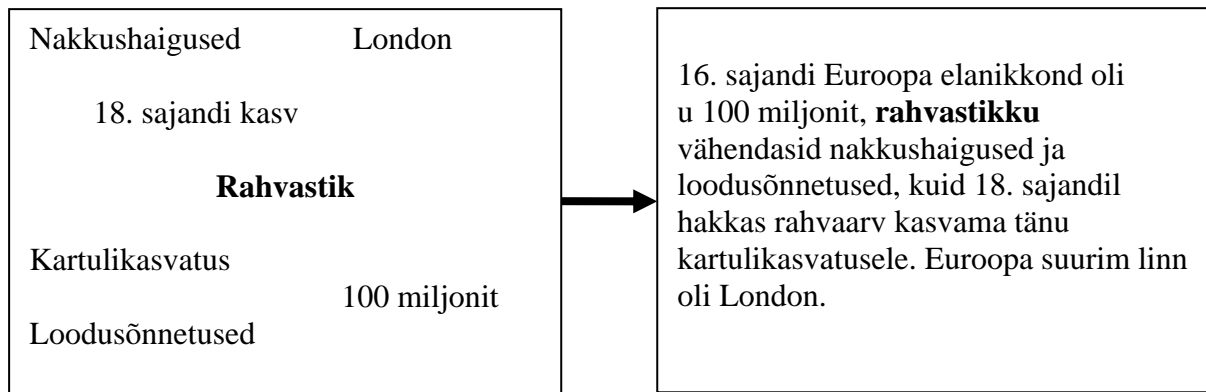 Nakkushaigused London
18. sajandi kasv
Rahvastik
Kartulikasvatus
100 miljonit
Loodusõnnetused
16. sajandi Euroopa elanikkond oli
u 100 miljonit, rahvastikku
vähendasid nakkushaigused ja
loodusõnnetused, kuid 18. sajandil
hakkas rahvaarv kasvama tänu
kartulikasvatusele. Euroopa suurim linn
oli London.